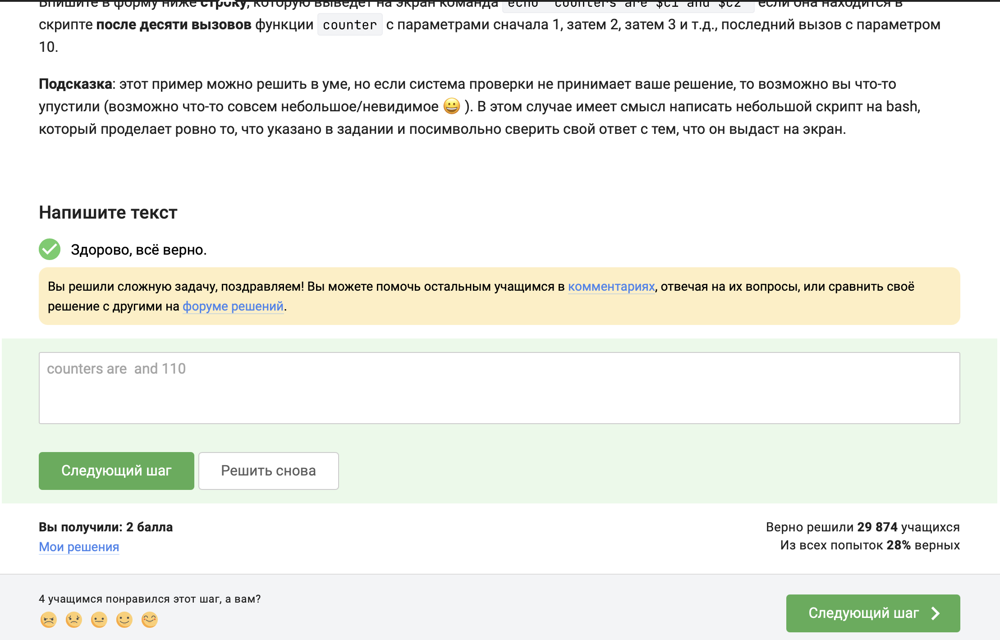 Впишите в форму ниже строку, которую выведет на экран команда echo "counters are $c1 and $c2" если она находится в
скрипте после десяти вызовов функции counter с параметрами сначала 1, затем 2, затем 3 и т.д., последний вызов с параметром
10.
Подсказка: этот пример можно решить в уме, но если система проверки не принимает ваше решение, то возможно вы что-то
упустили (возможно что-то совсем небольшое/невидимое 😀 ). В этом случае имеет смысл написать небольшой скрипт на bash,
который проделает ровно то, что указано в задании и посимвольно сверить свой ответ с тем, что он выдаст на экран.
Напишите текст
Здорово, всё верно.
Вы решили сложную задачу, поздравляем! Вы можете помочь остальным учащимся в комментариях, отвечая на их вопросы, или сравнить своё
решение с другими на форуме решений.
counters are  and 110
Следующий шаг
Решить снова
Вы получили: 2 балла
Мои решения
Верно решили 29 874 учащихся
Из всех попыток 28% верных
4 учащимся понравился этот шаг, а вам?
Следующий шаг